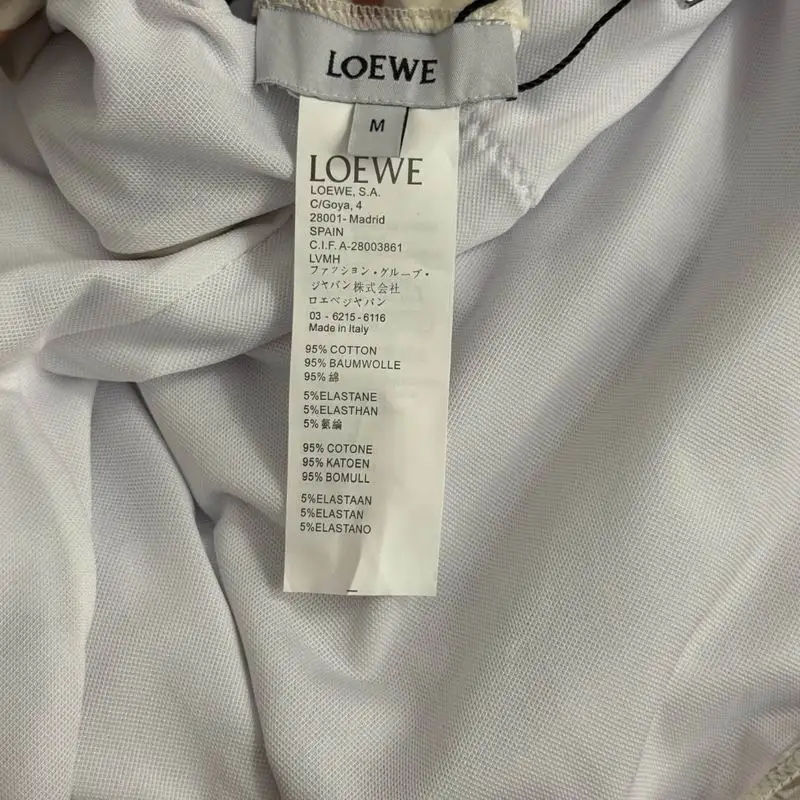 LOEWE
M
LOEWE
LOEWE, S.A.
C/Goya, 4
28001- Madrid
SPAIN
C.I.F. A-28003861
LVMH
ファッション・グループ・
ジャパン株式会社
ロエベジャパン
03 - 6215 - 6116
Made in Italy
95% COTTON
95% BAUMWOLLE
95% 綿
5%ELASTANE
5%ELASTHAN
5% 氨綸
95% COTONE
95% KATOEN
95% BOMULL
5%ELASTAAN
5%ELASTAN
5%ELASTANO